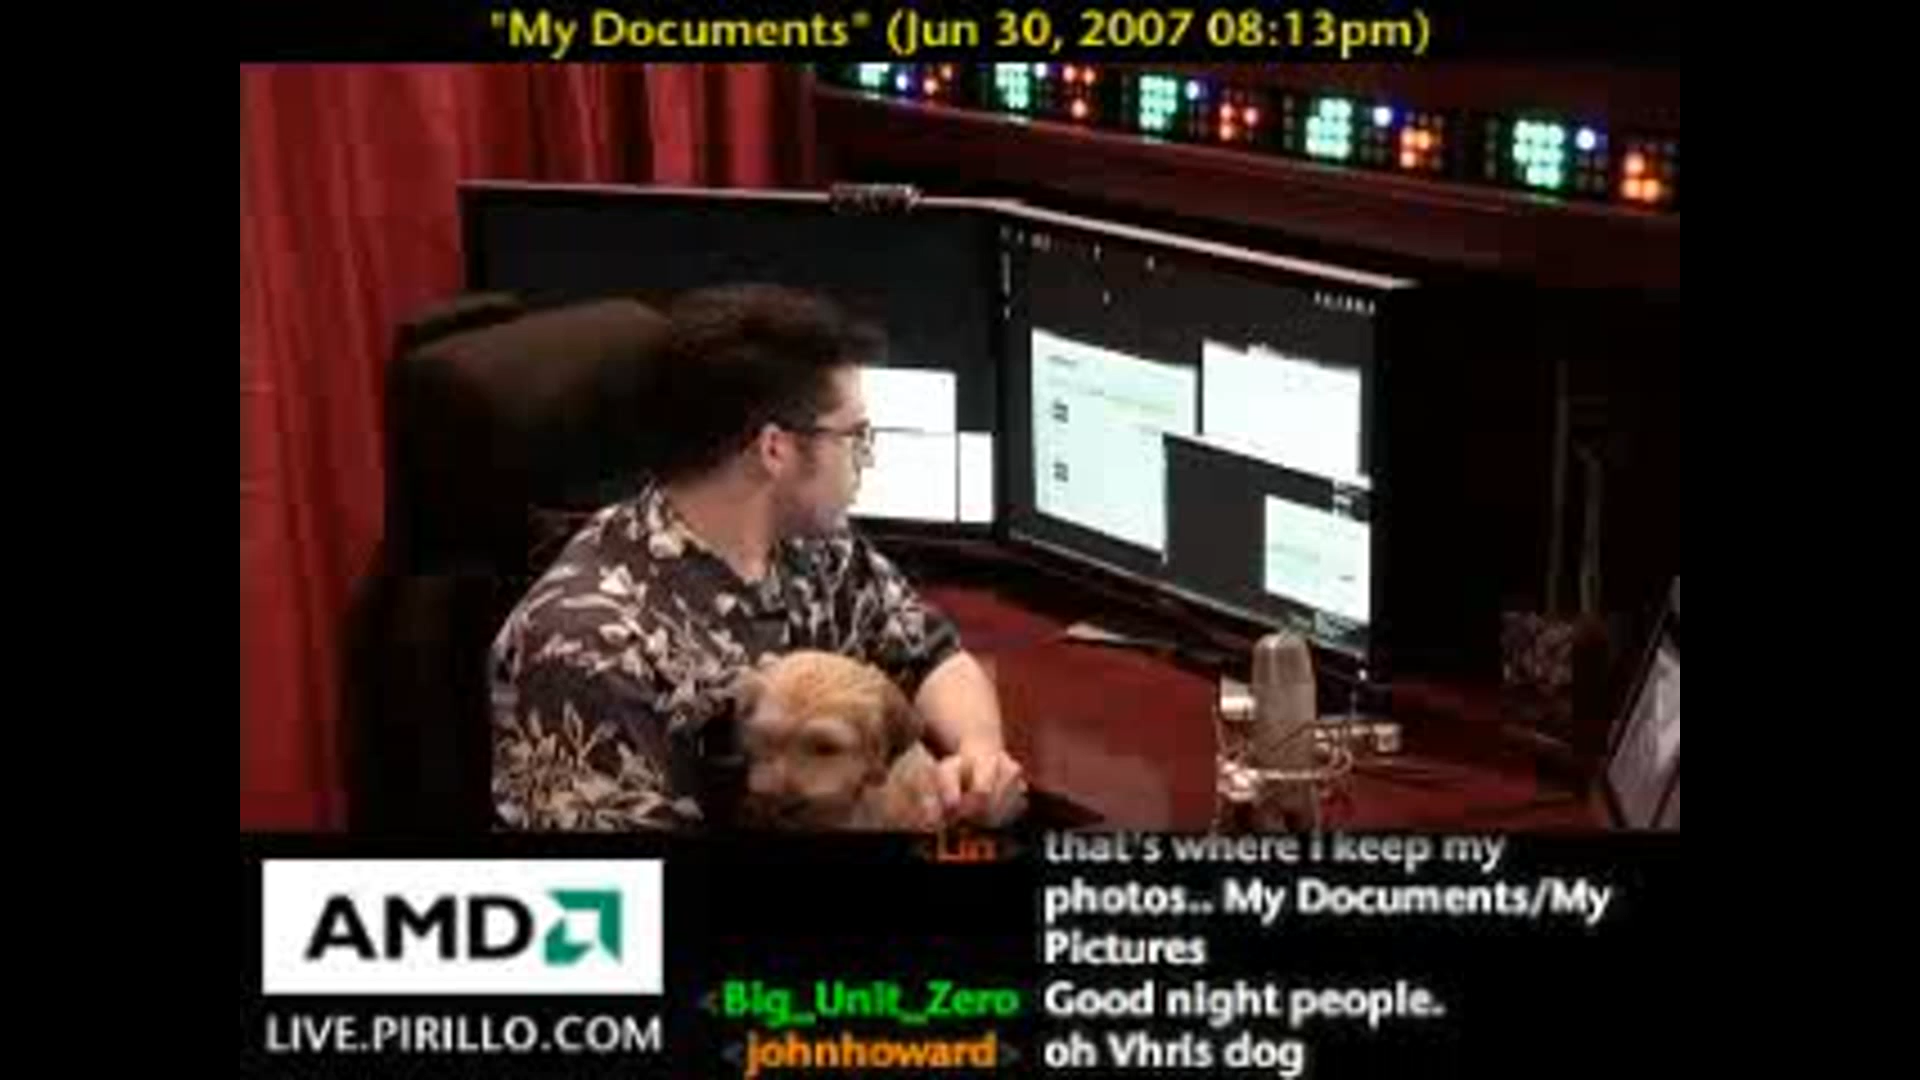 "My Documents" (Jun 30, 2007 08:13pm)
<Lin> that's where I keep my
photos.. My Documents/My
Pictures
<Big_Unit_Zero Good night people.
<johnhoward> oh Vhris dog
AMD
LIVE.PIRILLO.COM